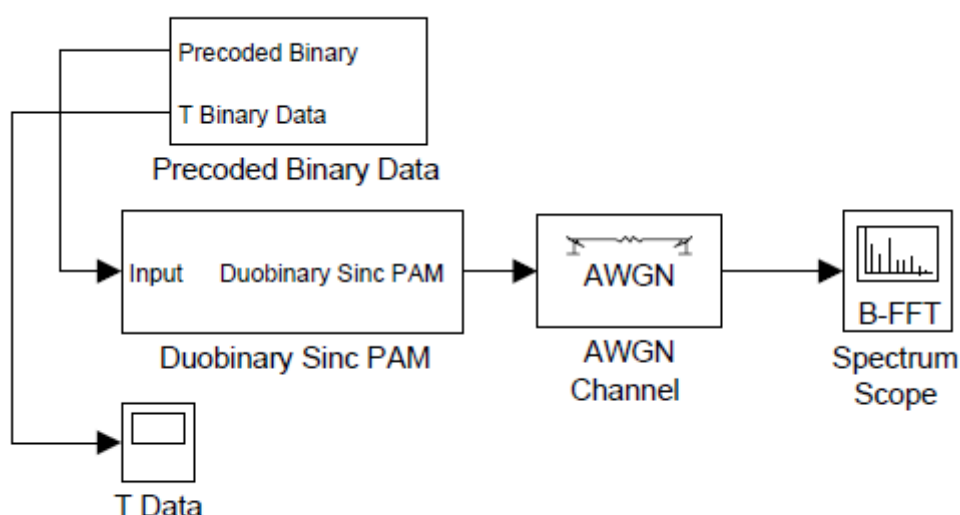 Precoded Binary
T Binary Data
Precoded Binary Data
Input
Duobinary Sinc PAM
Duobinary Sinc PAM
AWGN
AWGN
Channel
B-FFT
Spectrum
Scope
T Data